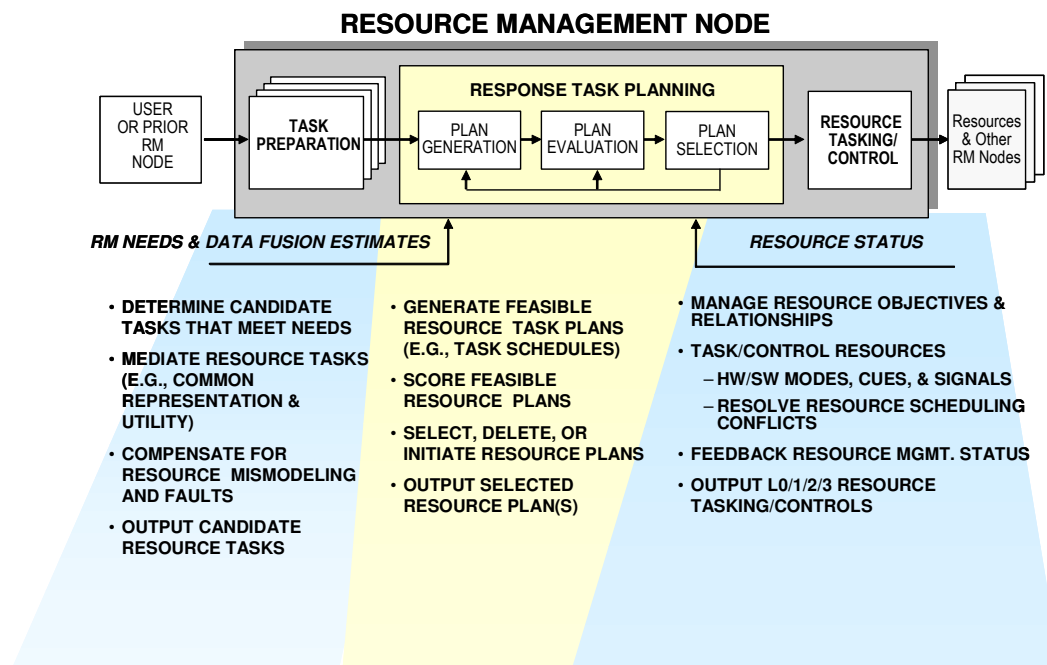 RESOURCE MANAGEMENT NODE
USER
OR PRIOR
RM
NODE
TASK
PREPARATION
RESPONSE TASK PLANNING
PLAN
GENERATION
PLAN
EVALUATION
PLAN
SELECTION
RESOURCE
TASKING/
CONTROL
Resources
& Other
RM Nodes
RM NEEDS & DATA FUSION ESTIMATES
RESOURCE STATUS
• DETERMINE CANDIDATE
TASKS THAT MEET NEEDS
• MEDIATE RESOURCE TASKS
(E.G., COMMON
REPRESENTATION &
UTILITY)
• COMPENSATE FOR
RESOURCE MISMODELING
AND FAULTS
• OUTPUT CANDIDATE
RESOURCE TASKS
• GENERATE FEASIBLE
RESOURCE TASK PLANS
(E.G., TASK SCHEDULES)
• SCORE FEASIBLE
RESOURCE PLANS
• SELECT, DELETE, OR
INITIATE RESOURCE PLANS
• OUTPUT SELECTED
RESOURCE PLAN(S)
• MANAGE RESOURCE OBJECTIVES &
RELATIONSHIPS
• TASK/CONTROL RESOURCES
– HW/SW MODES, CUES, & SIGNALS
– RESOLVE RESOURCE SCHEDULING
CONFLICTS
• FEEDBACK RESOURCE MGMT. STATUS
• OUTPUT L0/1/2/3 RESOURCE
TASKING/CONTROLS